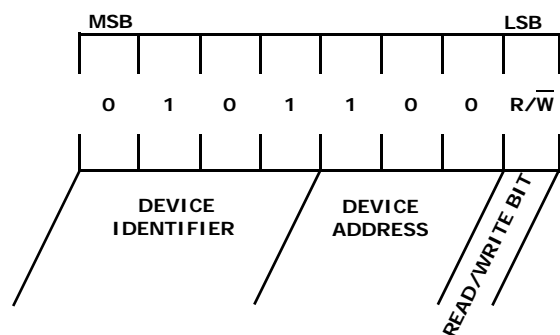 MSB LSB
0 1 0 1 1 0 0 R/W̅
DEVICE IDENTIFIER
DEVICE ADDRESS
READ/WRITE BIT